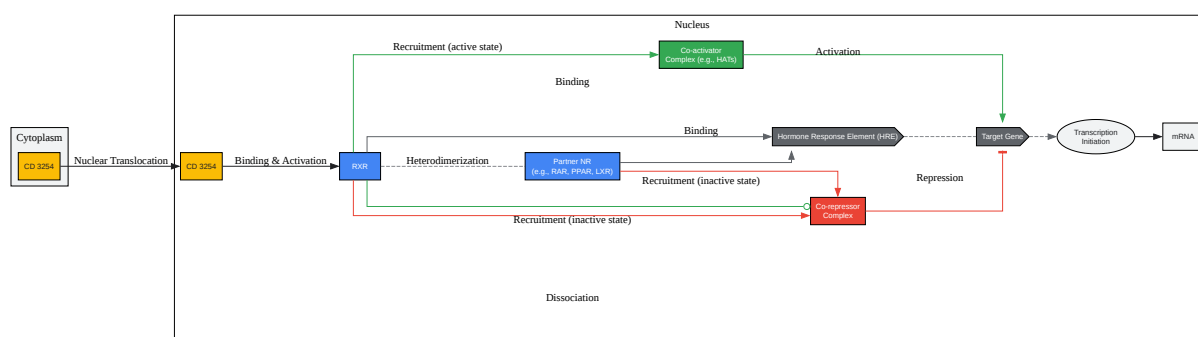 Nucleus
Recruitment (active state)
Co-activator
Complex (e.g., HATs)
Activation
Binding
Cytoplasm
CD 3254
Nuclear Translocation
CD 3254
Binding & Activation
RXR
Heterodimerization
Partner NR
(e.g., RAR, PPAR, LXR)
Binding
Hormone Response Element (HRE)
Target Gene
Transcription
Initiation
mRNA
Recruitment (inactive state)
Repression
Co-repressor
Complex
Recruitment (inactive state)
Dissociation